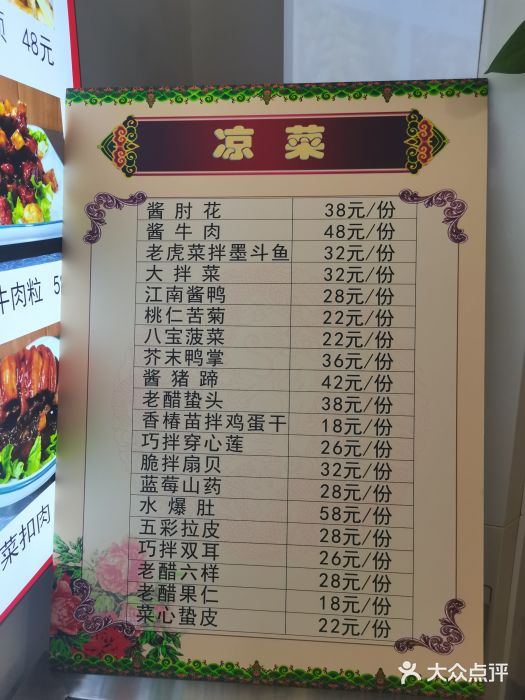 48元
牛肉粒 5
菜扣肉
凉菜
酱肘花 38元/份
酱牛肉 48元/份
老虎菜拌墨斗鱼 32元/份
大拌菜 32元/份
江南酱鸭 28元/份
桃仁苦菊 22元/份
八宝菠菜 22元/份
芥末鸭掌 36元/份
酱猪蹄 42元/份
老醋蛰头 38元/份
香椿苗拌鸡蛋干 18元/份
巧拌穿心莲 26元/份
脆拌扇贝 32元/份
蓝莓山药 28元/份
水爆肚 58元/份
五彩拉皮 28元/份
巧拌双耳 26元/份
老醋六样 28元/份
老醋果仁 18元/份
菜心蛰皮 22元/份
大众点评